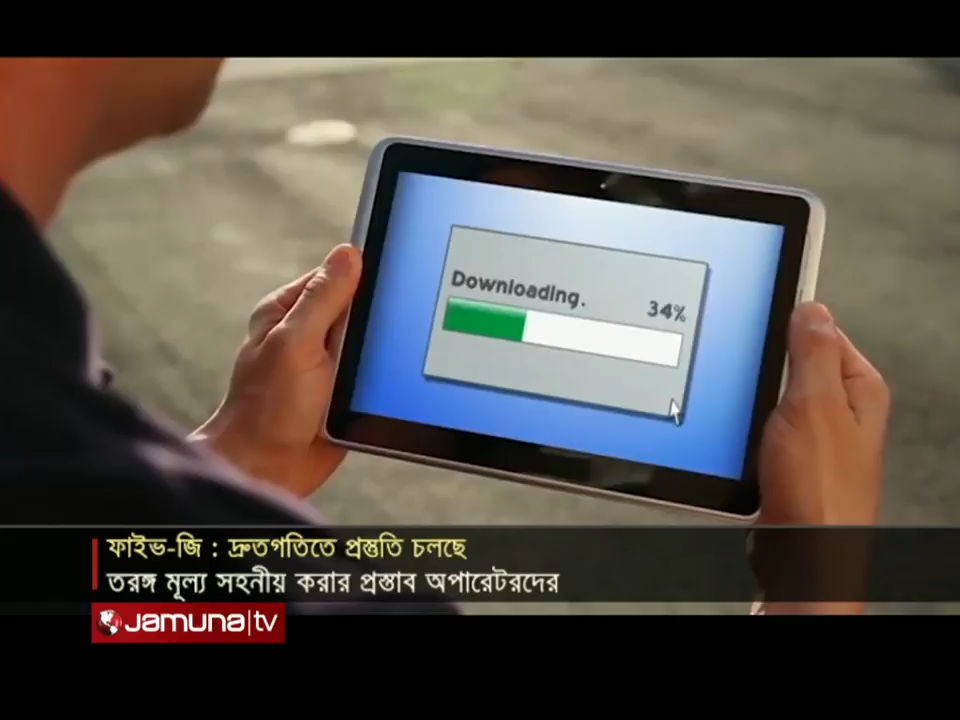 Downloading. 34%
ফাইভ-জি : দ্রুতগতিতে প্রস্তুতি চলছে
তরঙ্গ মূল্য সহনীয় করার প্রস্তাব অপারেটরদের
Jamuna|tv